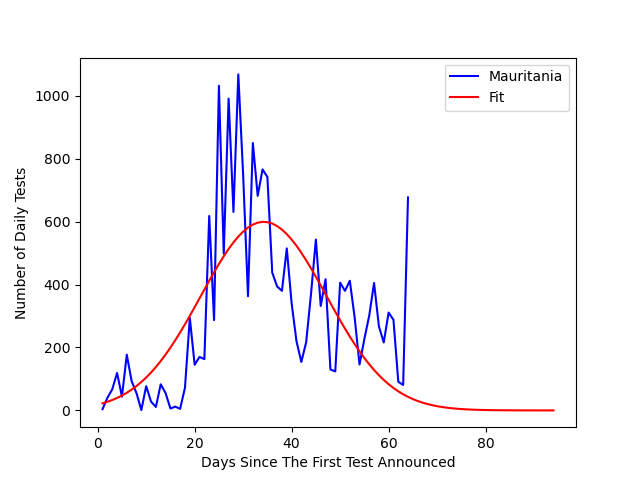 Mauritania
Fit
1000
800
600
400
200
0
Number of Daily Tests
0 20 40 60 80
Days Since The First Test Announced